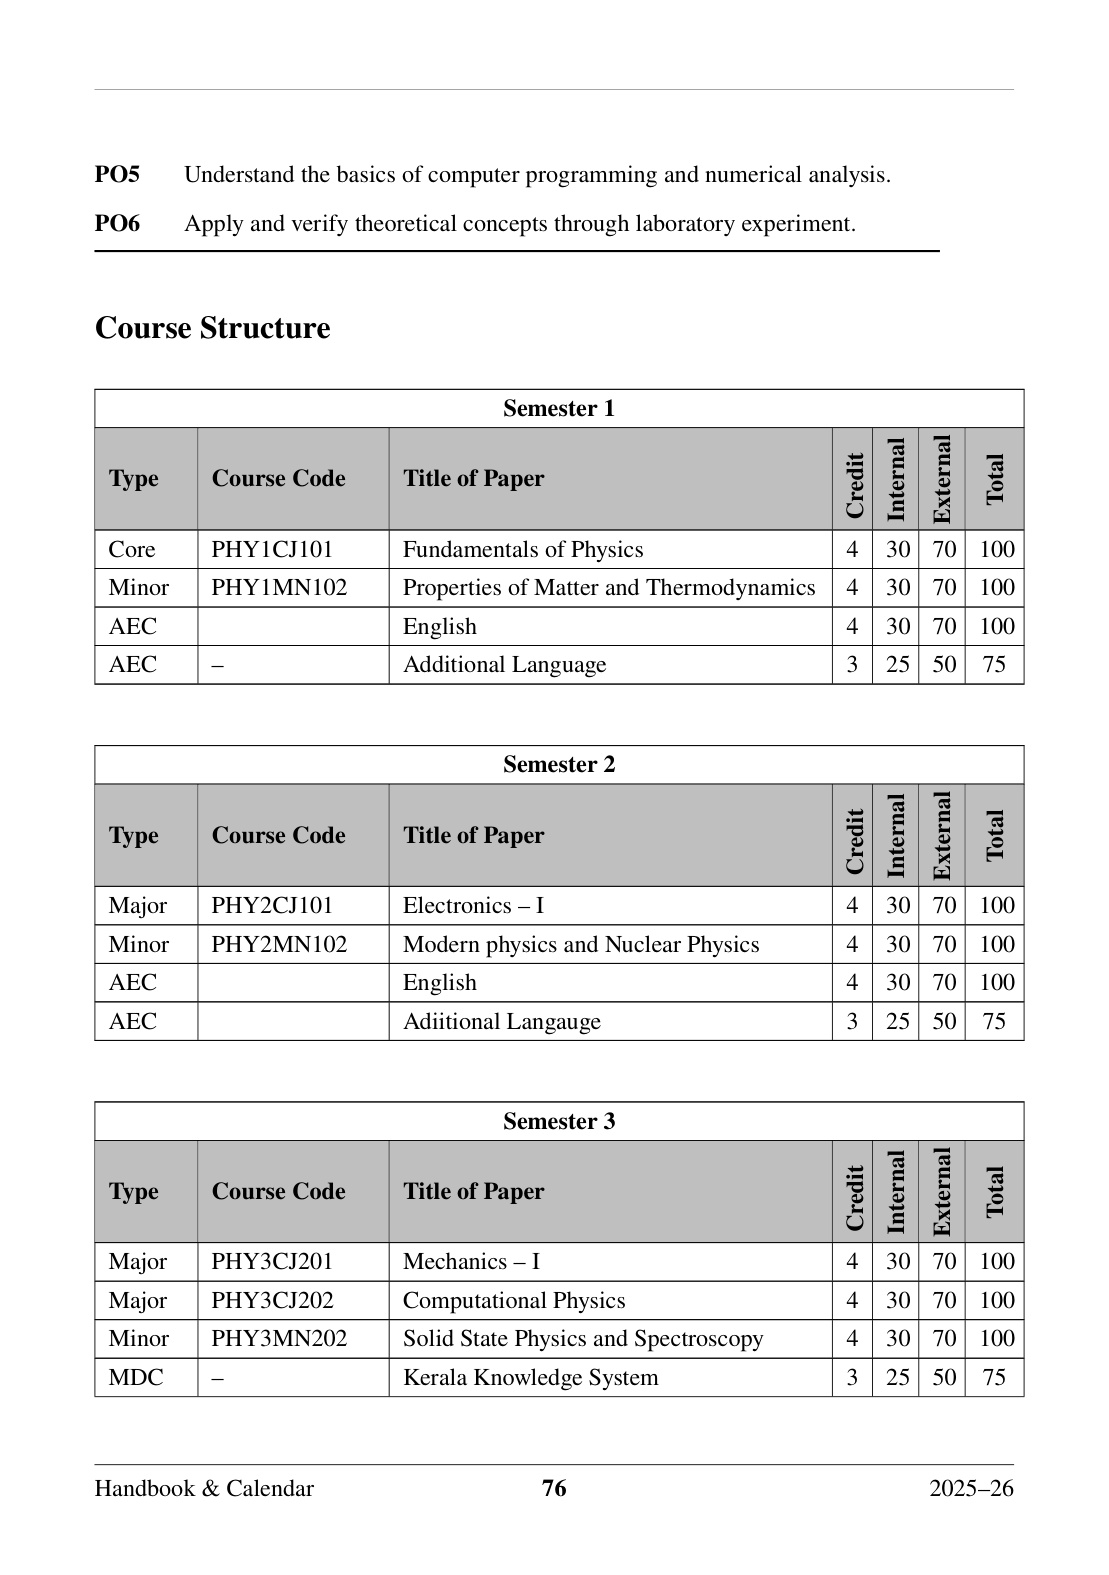 PO5 Understand the basics of computer programming and numerical analysis.
PO6 Apply and verify theoretical concepts through laboratory experiment.
Course Structure
Semester 1
Type Course Code Title of Paper Credit Internal External Total
Core PHY1CJ101 Fundamentals of Physics 4 30 70 100
Minor PHY1MN102 Properties of Matter and Thermodynamics 4 30 70 100
AEC English 4 30 70 100
AEC – Additional Language 3 25 50 75
Semester 2
Type Course Code Title of Paper Credit Internal External Total
Major PHY2CJ101 Electronics – I 4 30 70 100
Minor PHY2MN102 Modern physics and Nuclear Physics 4 30 70 100
AEC English 4 30 70 100
AEC Adiitional Langauge 3 25 50 75
Semester 3
Type Course Code Title of Paper Credit Internal External Total
Major PHY3CJ201 Mechanics – I 4 30 70 100
Major PHY3CJ202 Computational Physics 4 30 70 100
Minor PHY3MN202 Solid State Physics and Spectroscopy 4 30 70 100
MDC – Kerala Knowledge System 3 25 50 75
Handbook & Calendar 76 2025–26